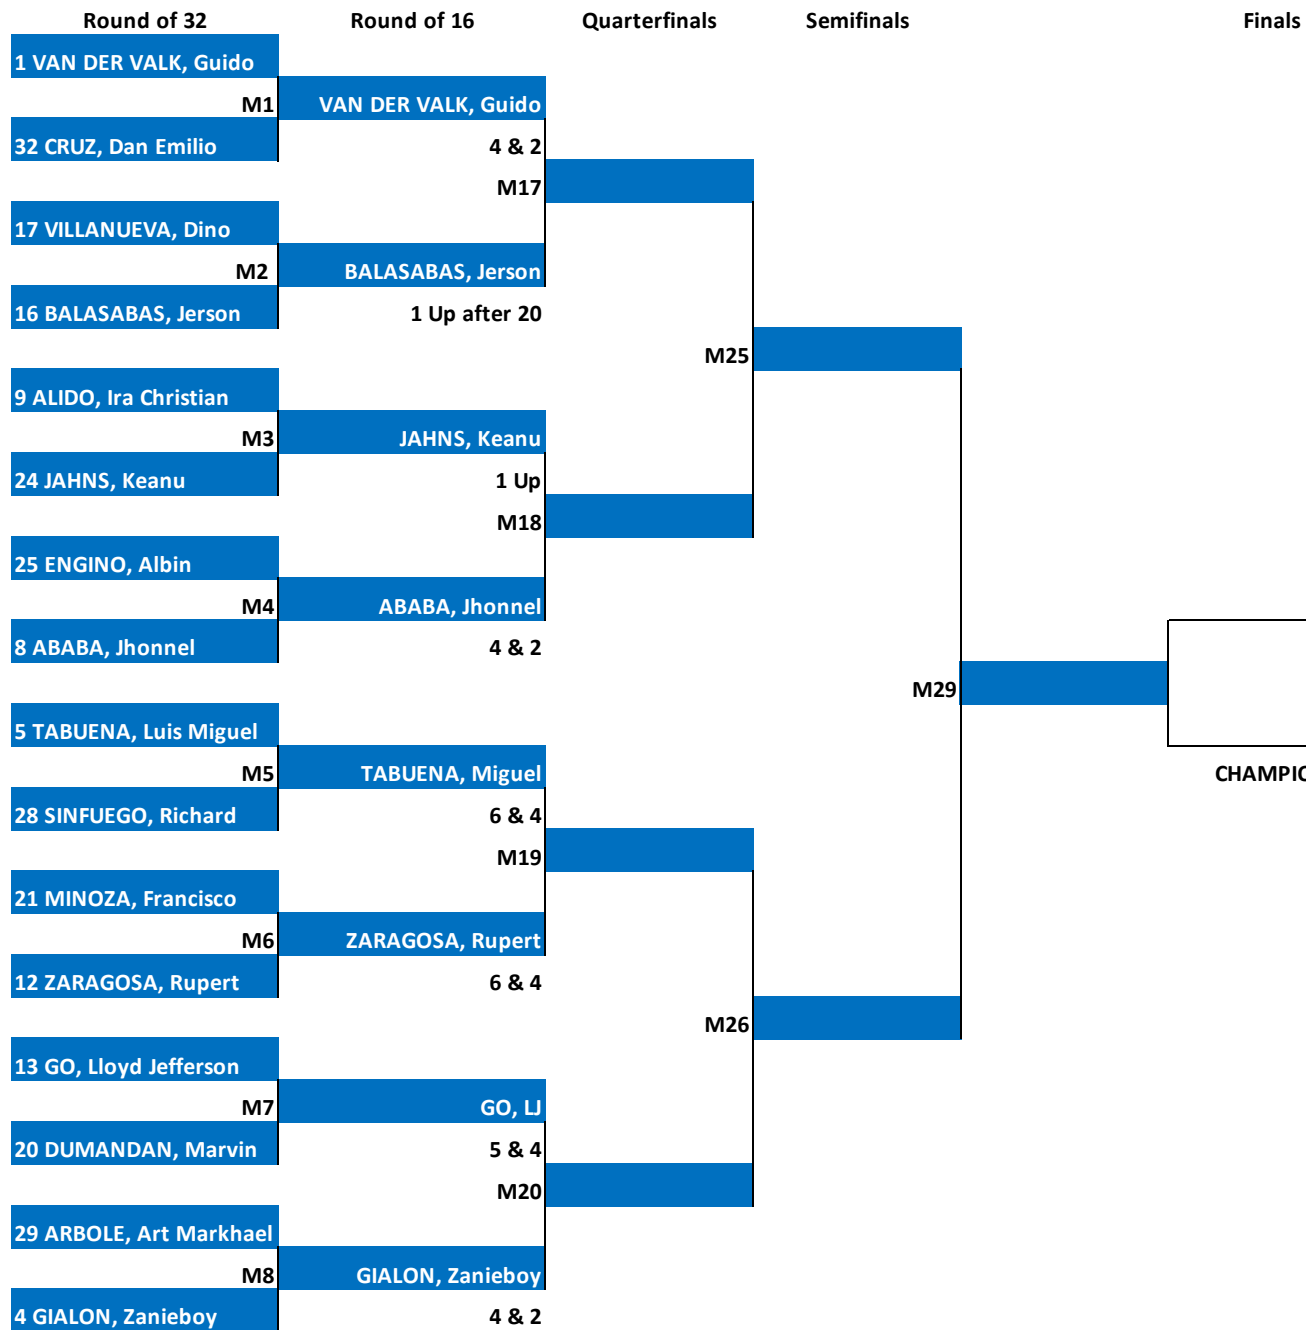 Round of 32 Round of 16 Quarterfinals Semifinals Finals
1 VAN DER VALK, Guido
M1 VAN DER VALK, Guido
32 CRUZ, Dan Emilio 4 & 2
M17
17 VILLANUEVA, Dino
M2 BALASABAS, Jerson
16 BALASABAS, Jerson 1 Up after 20
M25
9 ALIDO, Ira Christian
M3 JAHNS, Keanu
24 JAHNS, Keanu 1 Up
M18
25 ENGINO, Albin
M4 ABABA, Jhonnel
8 ABABA, Jhonnel 4 & 2
M29
5 TABUENA, Luis Miguel
M5 TABUENA, Miguel CHAMPIO
28 SINFUEGO, Richard 6 & 4
M19
21 MINOZA, Francisco
M6 ZARAGOSA, Rupert
12 ZARAGOSA, Rupert 6 & 4
M26
13 GO, Lloyd Jefferson
M7 GO, LJ
20 DUMANDAN, Marvin 5 & 4
M20
29 ARBOLE, Art Markhael
M8 GIALON, Zanieboy
4 GIALON, Zanieboy 4 & 2